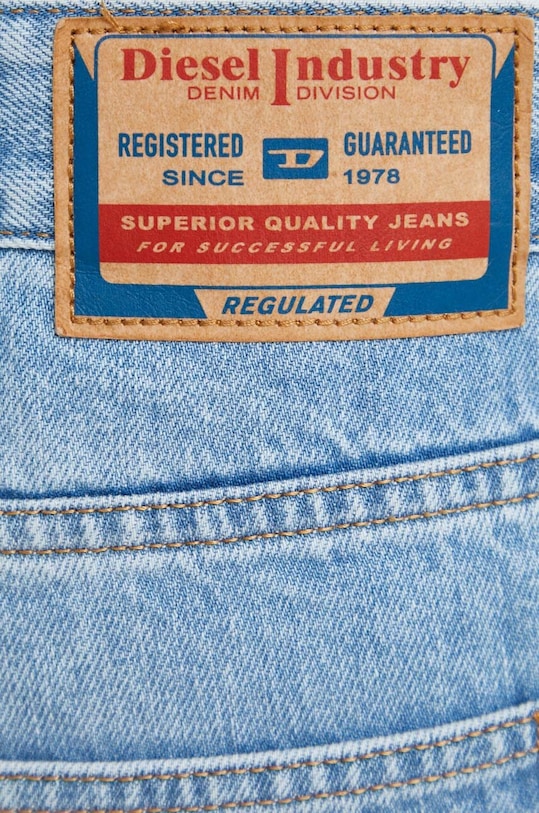 Diesel Industry
DENIM DIVISION
REGISTERED D GUARANTEED
SINCE 1978
SUPERIOR QUALITY JEANS
FOR SUCCESSFUL LIVING
REGULATED